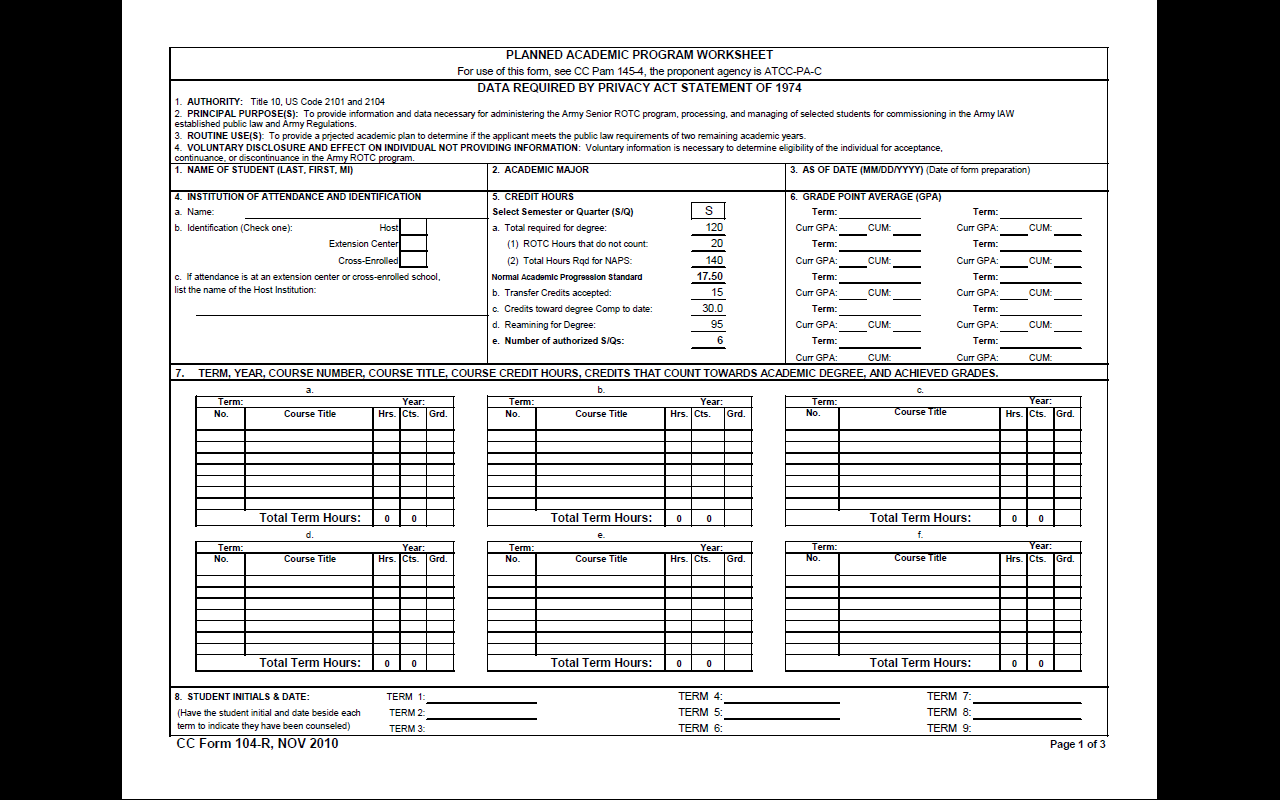 PLANNED ACADEMIC PROGRAM WORKSHEET
For use of this form, see CC Pam 145-4, the proponent agency is ATCC-PA-C
DATA REQUIRED BY PRIVACY ACT STATEMENT OF 1974
1. AUTHORITY: Title 10, US Code 2101 and 2104
2. PRINCIPAL PURPOSE(S): To provide information and data necessary for administering the Army Senior ROTC program, processing, and managing of selected students for commissioning in the Army IAW
established public law and Army Regulations.
3. ROUTINE USE(S): To provide a prjected academic plan to determine if the applicant meets the public law requirements of two remaining academic years.
4. VOLUNTARY DISCLOSURE AND EFFECT ON INDIVIDUAL NOT PROVIDING INFORMATION: Voluntary information is necessary to determine eligibility of the individual for acceptance,
continuance, or discontinuance in the Army ROTC program.
1. NAME OF STUDENT (LAST, FIRST, MI) 2. ACADEMIC MAJOR 3. AS OF DATE (MM/DD/YYYY) (Date of form preparation)
4. INSTITUTION OF ATTENDANCE AND IDENTIFICATION
a. Name:
b. Identification (Check one): Host
Extension Center
Cross-Enrolled
c. If attendance is at an extension center or cross-enrolled school,
list the name of the Host Institution:
5. CREDIT HOURS
Select Semester or Quarter (S/Q) S
a. Total required for degree: 120
(1) ROTC Hours that do not count: 20
(2) Total Hours Rqd for NAPS: 140
Normal Academic Progression Standard 17.50
b. Transfer Credits accepted: 15
c. Credits toward degree Comp to date: 30.0
d. Reamining for Degree: 95
e. Number of authorized S/Qs: 6
6. GRADE POINT AVERAGE (GPA)
Term: Term:
Curr GPA: CUM: Curr GPA: CUM:
Term: Term:
Curr GPA: CUM: Curr GPA: CUM:
Term: Term:
Curr GPA: CUM: Curr GPA: CUM:
Term: Term:
Curr GPA: CUM: Curr GPA: CUM:
Term: Term:
Curr GPA: CUM: Curr GPA: CUM:
7. TERM, YEAR, COURSE NUMBER, COURSE TITLE, COURSE CREDIT HOURS, CREDITS THAT COUNT TOWARDS ACADEMIC DEGREE, AND ACHIEVED GRADES.
a. b. c.
Term: Year: Term: Year: Term: Year:
No. Course Title Hrs. Cts. Grd. No. Course Title Hrs. Cts. Grd. No. Course Title Hrs. Cts. Grd.
Total Term Hours: 0 0 Total Term Hours: 0 0 Total Term Hours: 0 0
d. e. f.
Term: Year: Term: Year: Term: Year:
No. Course Title Hrs. Cts. Grd. No. Course Title Hrs. Cts. Grd. No. Course Title Hrs. Cts. Grd.
Total Term Hours: 0 0 Total Term Hours: 0 0 Total Term Hours: 0 0
8. STUDENT INITIALS & DATE: TERM 1: TERM 4: TERM 7:
(Have the student initial and date beside each TERM 2: TERM 5: TERM 8:
term to indicate they have been counseled) TERM 3: TERM 6: TERM 9:
CC Form 104-R, NOV 2010 Page 1 of 3